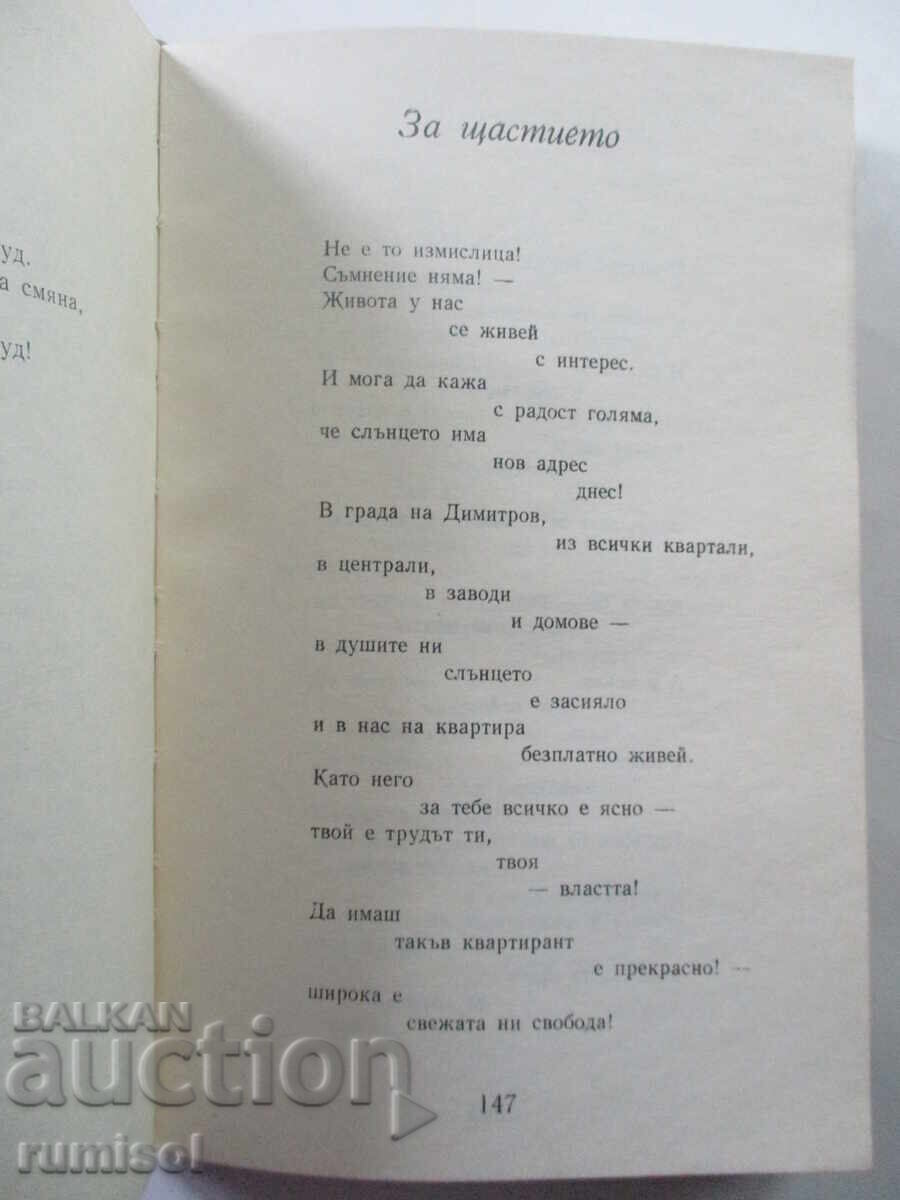 уд.
а смяна,
уд!
За щастието
Не е то измислица!
Съмнение няма! —
Живота у нас
се живей
с интерес.
И мога да кажа
с радост голяма,
че слънцето има
нов адрес
днес!
В града на Димитров,
из всички квартали,
в централи,
в заводи
и домове —
в душите ни
слънцето
е засияло
и в нас на квартира
безплатно живей.
Като него
за тебе всичко е ясно —
твой е трудът ти,
твоя
— властта!
Да имаш
такъв квартирант
е прекрасно! —
широка е
свежата ни свобода!
147
BALKAN
auction
rumisol